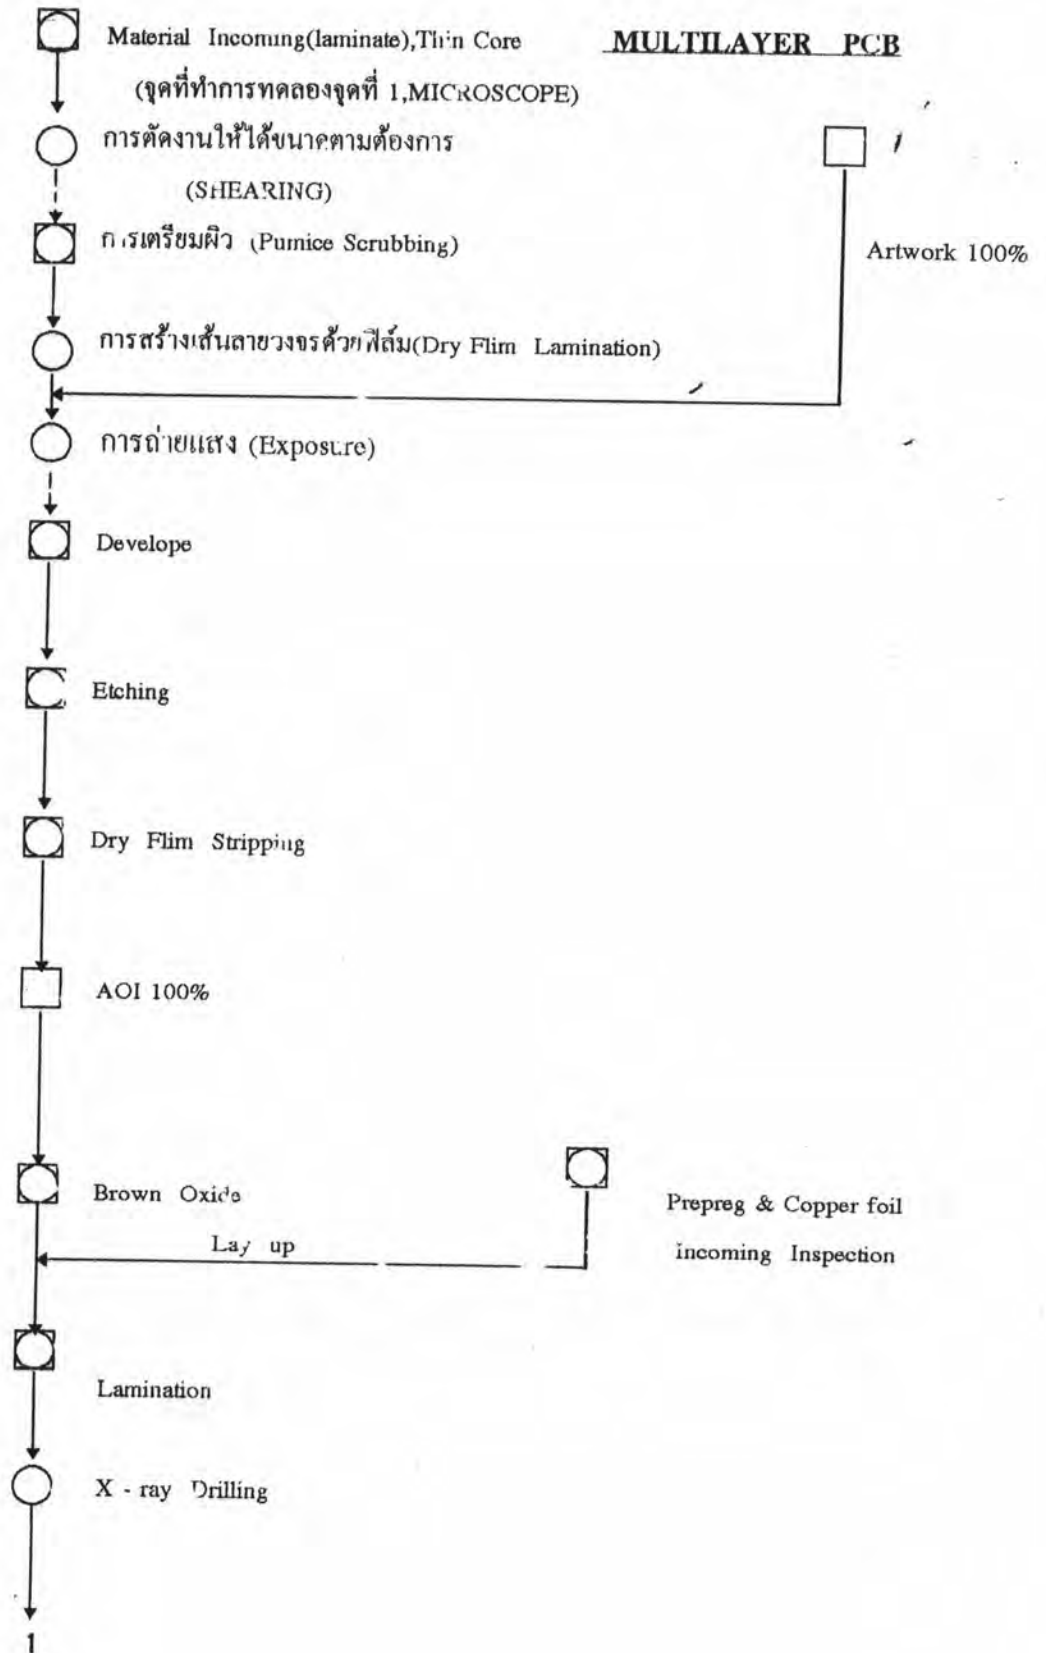 Material Incoming(laminate),Thin Core
MULTILAYER PCB
(จุดที่ทำการทดลองจุดที่ 1,MICROSCOPE)
การตัดงานให้ได้ขนาดตามต้องการ
(SHEARING)
การเตรียมผิว (Pumice Scrubbing)
Artwork 100%
การสร้างเส้นลายวงจรด้วยฟิล์ม(Dry Flim Lamination)
การถ่ายแสง (Exposure)
Develope
Etching
Dry Flim Stripping
AOI 100%
Brown Oxide
Prepreg & Copper foil
Lay up
incoming Inspection
Lamination
X - ray Drilling
1